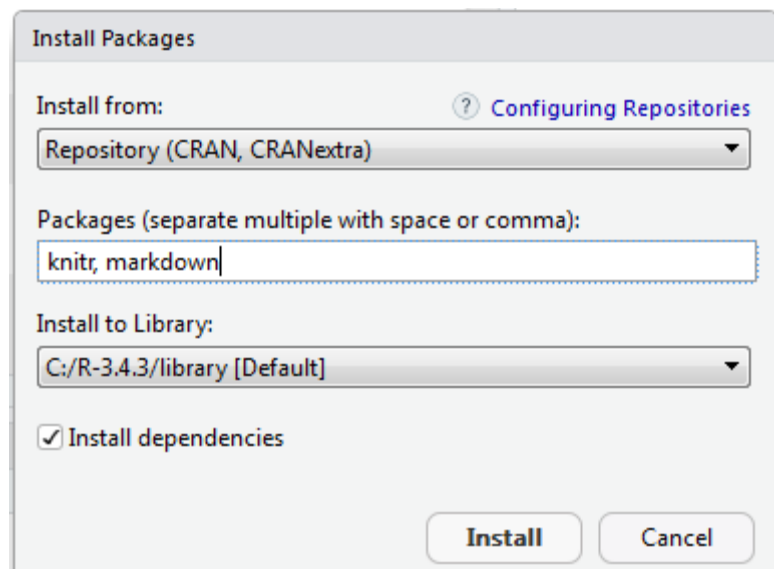 Install Packages
Install from:
? Configuring Repositories
Repository (CRAN, CRANextra)
Packages (separate multiple with space or comma):
knitr, markdown
Install to Library:
C:/R-3.4.3/library [Default]
Install dependencies
Install
Cancel